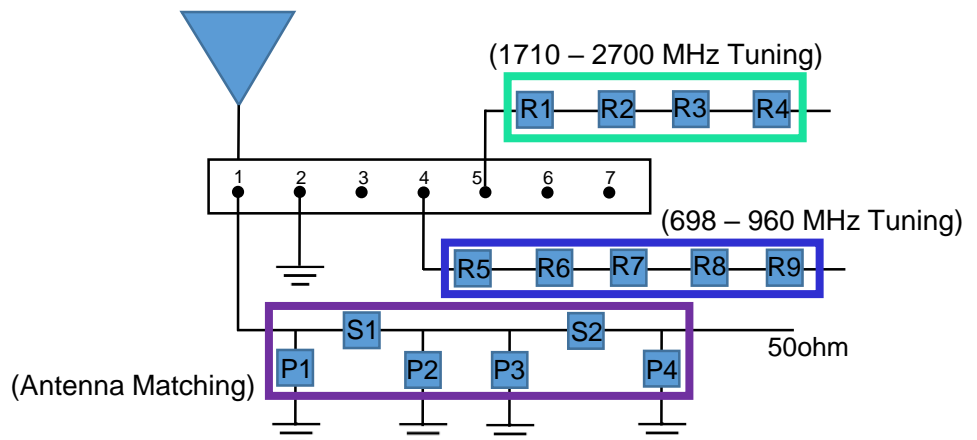 (1710 – 2700 MHz Tuning)
R1 R2 R3 R4
1 2 3 4 5 6 7
(698 – 960 MHz Tuning)
R5 R6 R7 R8 R9
S1 S2
50ohm
P1 P2 P3 P4
(Antenna Matching)